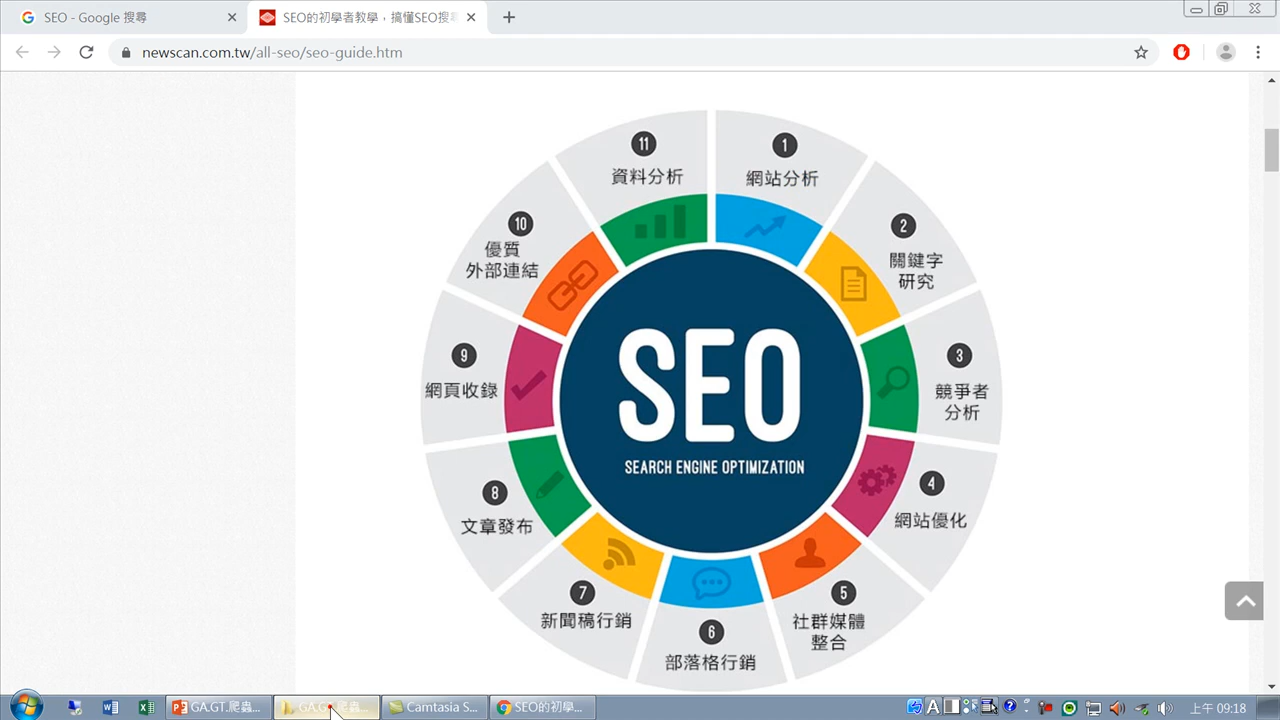 SEO - Google 搜尋
SEO的初學者教學，搞懂SEO搜尋
newscan.com.tw/all-seo/seo-guide.htm
11
資料分析
1
網站分析
10
優質
外部連結
2
關鍵字
研究
9
網頁收錄
3
競爭者
分析
SEO
SEARCH ENGINE OPTIMIZATION
8
文章發布
4
網站優化
7
新聞稿行銷
6
部落格行銷
5
社群媒體
整合
GA.GT.爬蟲...
GA.GT.爬蟲...
Camtasia S...
SEO的初學...
A
上午 09:18